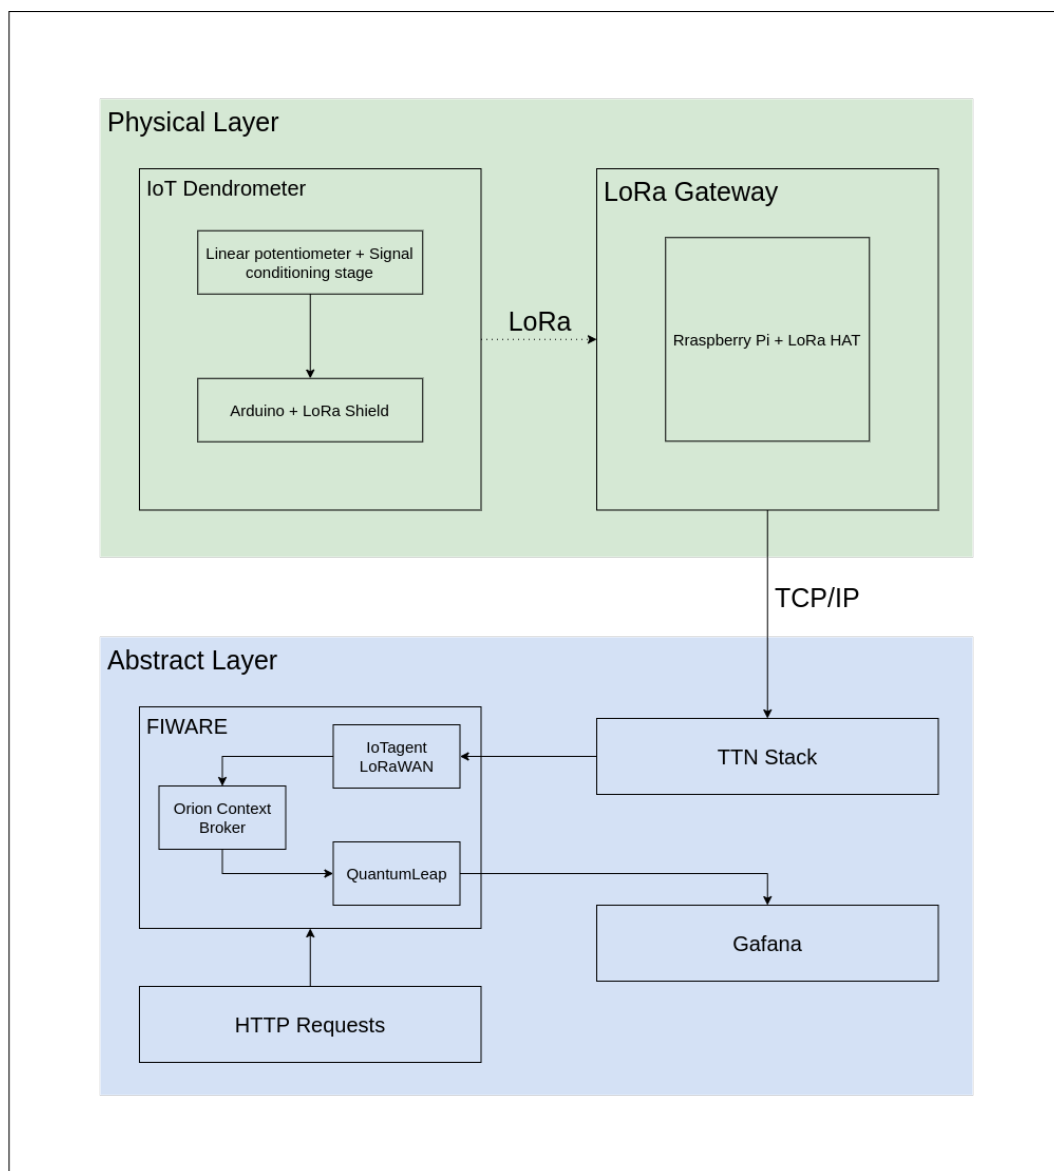 Physical Layer
IoT Dendrometer
Linear potentiometer + Signal
conditioning stage
Arduino + LoRa Shield
LoRa
LoRa Gateway
Rraspberry Pi + LoRa HAT
TCP/IP
Abstract Layer
FIWARE
IoTagent
LoRaWAN
Orion Context
Broker
QuantumLeap
TTN Stack
Gafana
HTTP Requests